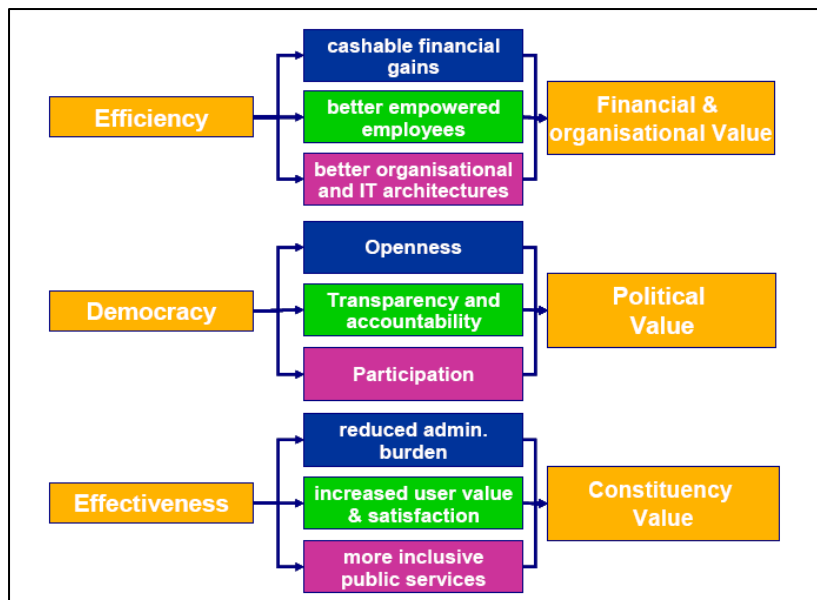 cashable financial
gains
Efficiency
better empowered
employees
better organisational
and IT architectures
Financial &
organisational Value
Openness
Democracy
Transparency and
accountability
Participation
Political
Value
reduced admin.
burden
Effectiveness
increased user value
& satisfaction
more inclusive
public services
Constituency
Value